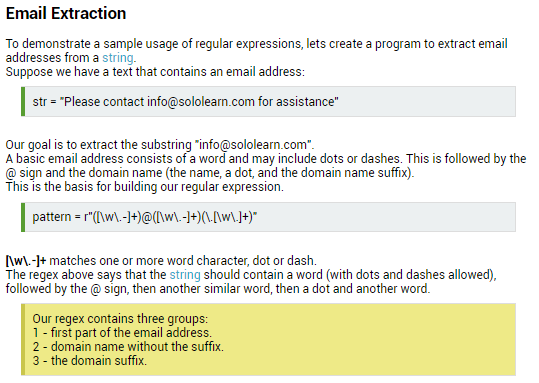 Email Extraction
To demonstrate a sample usage of regular expressions, lets create a program to extract email
addresses from a string.
Suppose we have a text that contains an email address:
str = "Please contact info@sololearn.com for assistance"
Our goal is to extract the substring "info@sololearn.com".
A basic email address consists of a word and may include dots or dashes. This is followed by the
@ sign and the domain name (the name, a dot, and the domain name suffix).
This is the basis for building our regular expression.
pattern = r"([\w\.-]+)@([\w\.-]+)(\.[\w\.]+)"
[\w\.-]+ matches one or more word character, dot or dash.
The regex above says that the string should contain a word (with dots and dashes allowed),
followed by the @ sign, then another similar word, then a dot and another word.
Our regex contains three groups:
1 - first part of the email address.
2 - domain name without the suffix.
3 - the domain suffix.